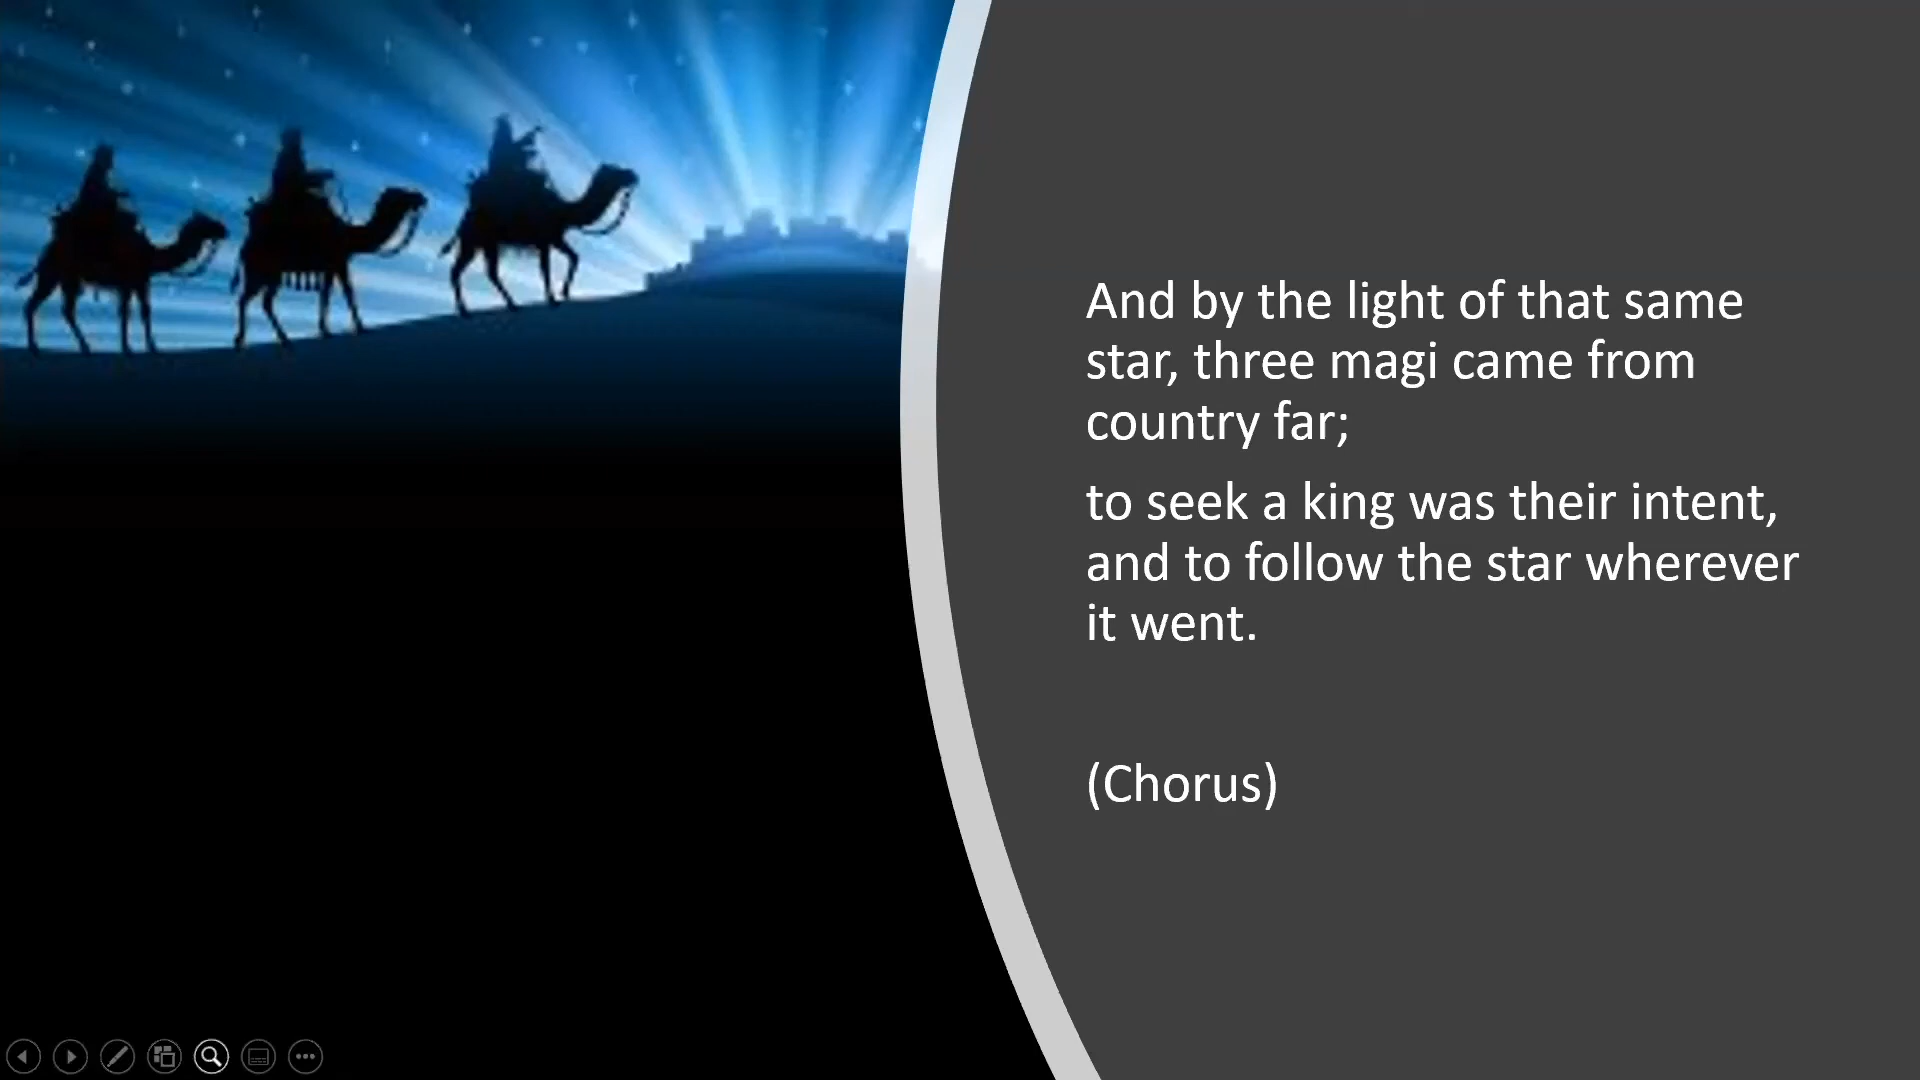 And by the light of that same
star, three magi came from
country far;
to seek a king was their intent,
and to follow the star wherever
it went.
(Chorus)